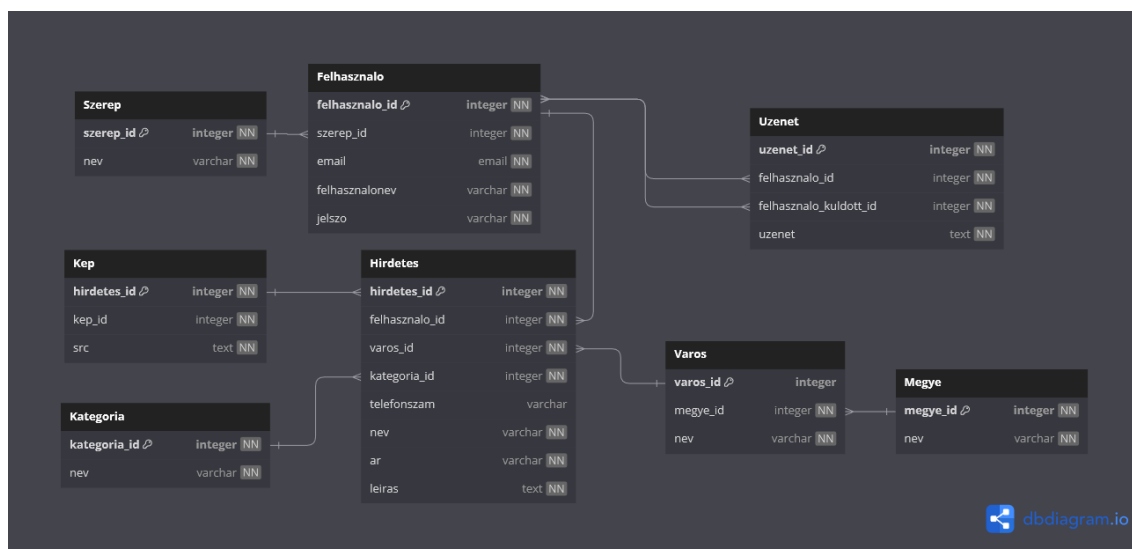 Szerep
szerep_id integer NN
nev varchar NN
Felhasznalo
felhasznalo_id integer NN
szerep_id integer NN
email email NN
felhasznalonev varchar NN
jelszo varchar NN
Uzenet
uzenet_id integer NN
felhasznalo_id integer NN
felhasznalo_kuldott_id integer NN
uzenet text NN
Kep
hirdetes_id integer NN
kep_id integer NN
src text NN
Hirdetes
hirdetes_id integer NN
felhasznalo_id integer NN
varos_id integer NN
kategoria_id integer NN
telefonszam varchar
nev varchar NN
ar varchar NN
leiras text NN
Kategoria
kategoria_id integer NN
nev varchar NN
Varos
varos_id integer
megye_id integer NN
nev varchar NN
Megye
megye_id integer NN
nev varchar NN
dbdiagram.io